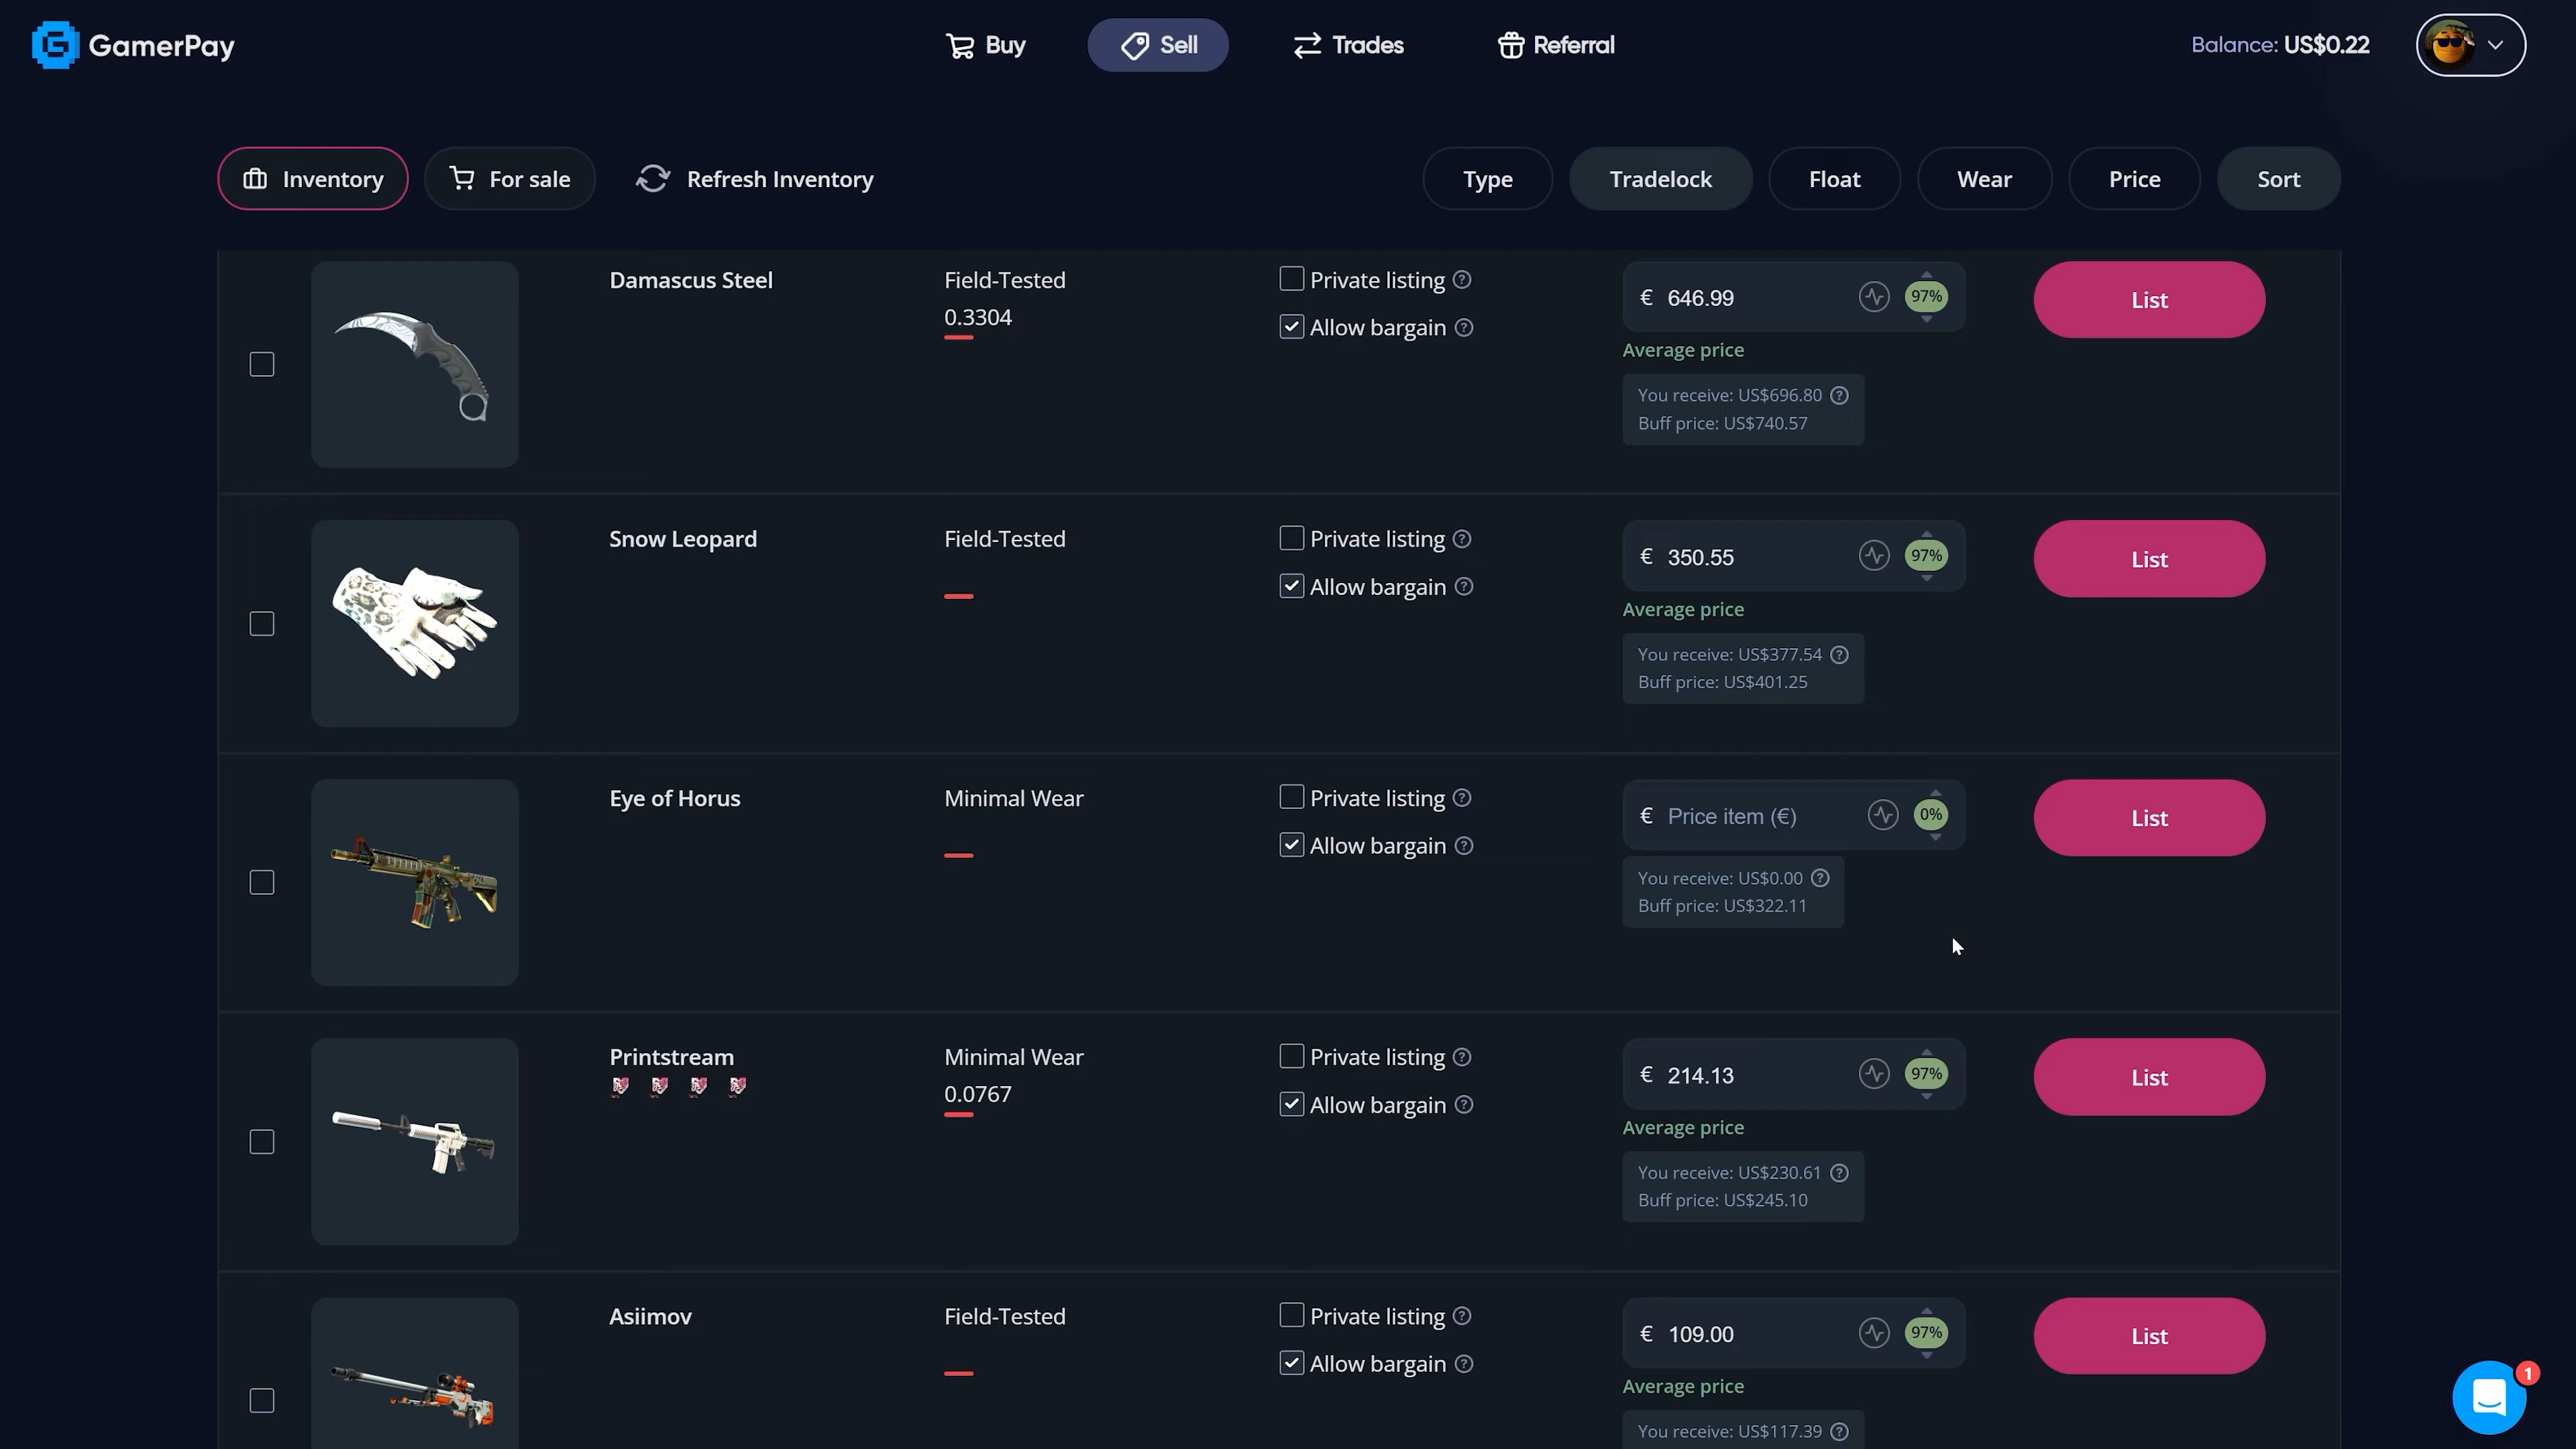 GamerPay
Buy
Sell
Trades
Referral
Balance: US$0.22
Inventory
For sale
Refresh Inventory
Type
Tradelock
Float
Wear
Price
Sort
Damascus Steel
Field-Tested
0.3304
Private listing
Allow bargain
€ 646.99
97%
Average price
You receive: US$696.80
Buff price: US$740.57
List
Snow Leopard
Field-Tested
Private listing
Allow bargain
€ 350.55
97%
Average price
You receive: US$377.54
Buff price: US$401.25
List
Eye of Horus
Minimal Wear
Private listing
Allow bargain
€ Price item (€)
0%
You receive: US$0.00
Buff price: US$322.11
List
Printstream
Minimal Wear
0.0767
Private listing
Allow bargain
€ 214.13
97%
Average price
You receive: US$230.61
Buff price: US$245.10
List
Asiimov
Field-Tested
Private listing
Allow bargain
€ 109.00
97%
Average price
You receive: US$117.39
List
1